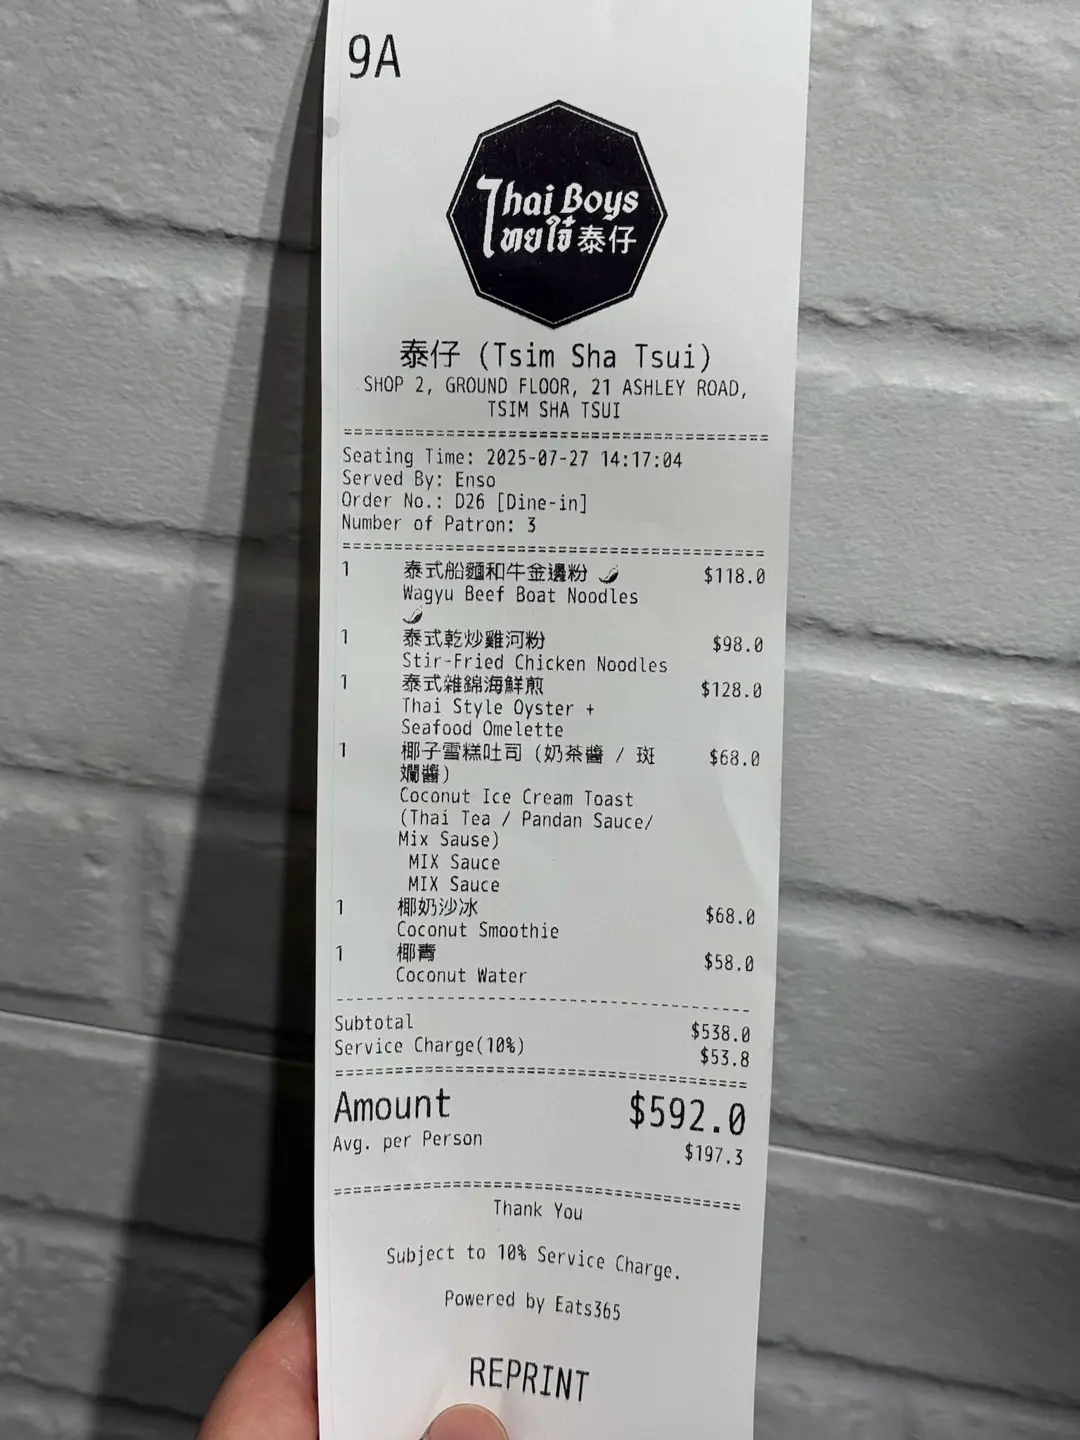 9A
Thai Boys
ไทยใจ๋ 泰仔
泰仔 (Tsim Sha Tsui)
SHOP 2, GROUND FLOOR, 21 ASHLEY ROAD,
TSIM SHA TSUI
Seating Time: 2025-07-27 14:17:04
Served By: Enso
Order No.: D26 [Dine-in]
Number of Patron: 3
1 泰式船麵和牛金邊粉 🌶 $118.0
Wagyu Beef Boat Noodles
🌶
1 泰式乾炒雞河粉 $98.0
Stir-Fried Chicken Noodles
1 泰式雜錦海鮮煎 $128.0
Thai Style Oyster +
Seafood Omelette
1 椰子雪糕吐司 (奶茶醬 / 斑 $68.0
斕醬)
Coconut Ice Cream Toast
(Thai Tea / Pandan Sauce/
Mix Sause)
MIX Sauce
MIX Sauce
1 椰奶沙冰 $68.0
Coconut Smoothie
1 椰青 $58.0
Coconut Water
Subtotal $538.0
Service Charge(10%) $53.8
Amount $592.0
Avg. per Person $197.3
Thank You
Subject to 10% Service Charge.
Powered by Eats365
REPRINT